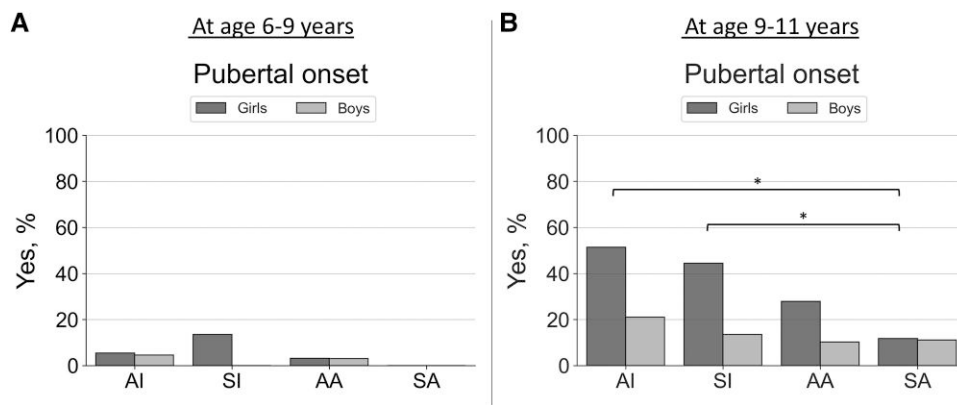 A
At age 6-9 years
Pubertal onset
Girls Boys
Yes, %
100
80
60
40
20
0
AI SI AA SA
B
At age 9-11 years
Pubertal onset
Girls Boys
Yes, %
100
80
60
40
20
0
*
*
AI SI AA SA